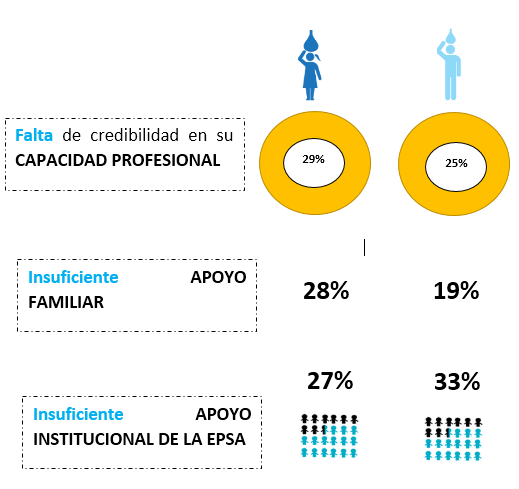 Falta de credibilidad en su
CAPACIDAD PROFESIONAL
29%
25%
Insuficiente APOYO
FAMILIAR
28%
19%
Insuficiente APOYO
INSTITUCIONAL DE LA EPSA
27%
33%